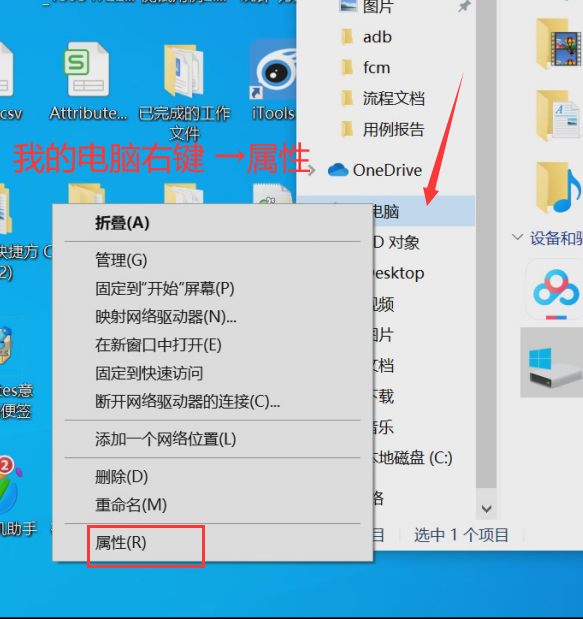 图片
adb
fcm
流程文档
用例报告
OneDrive
电脑
D 对象
Desktop
视频
图片
文档
下载
音乐
本地磁盘 (C:)
络
选中 1 个项目
设备和驱
csv
Attribute...
已完成的工作
文件
iTools
我的电脑右键 →属性
折叠(A)
管理(G)
固定到"开始"屏幕(P)
映射网络驱动器(N)...
在新窗口中打开(E)
固定到快速访问
断开网络驱动器的连接(C)...
添加一个网络位置(L)
删除(D)
重命名(M)
属性(R)
快捷方
2)
tes意
便签
2
机助手